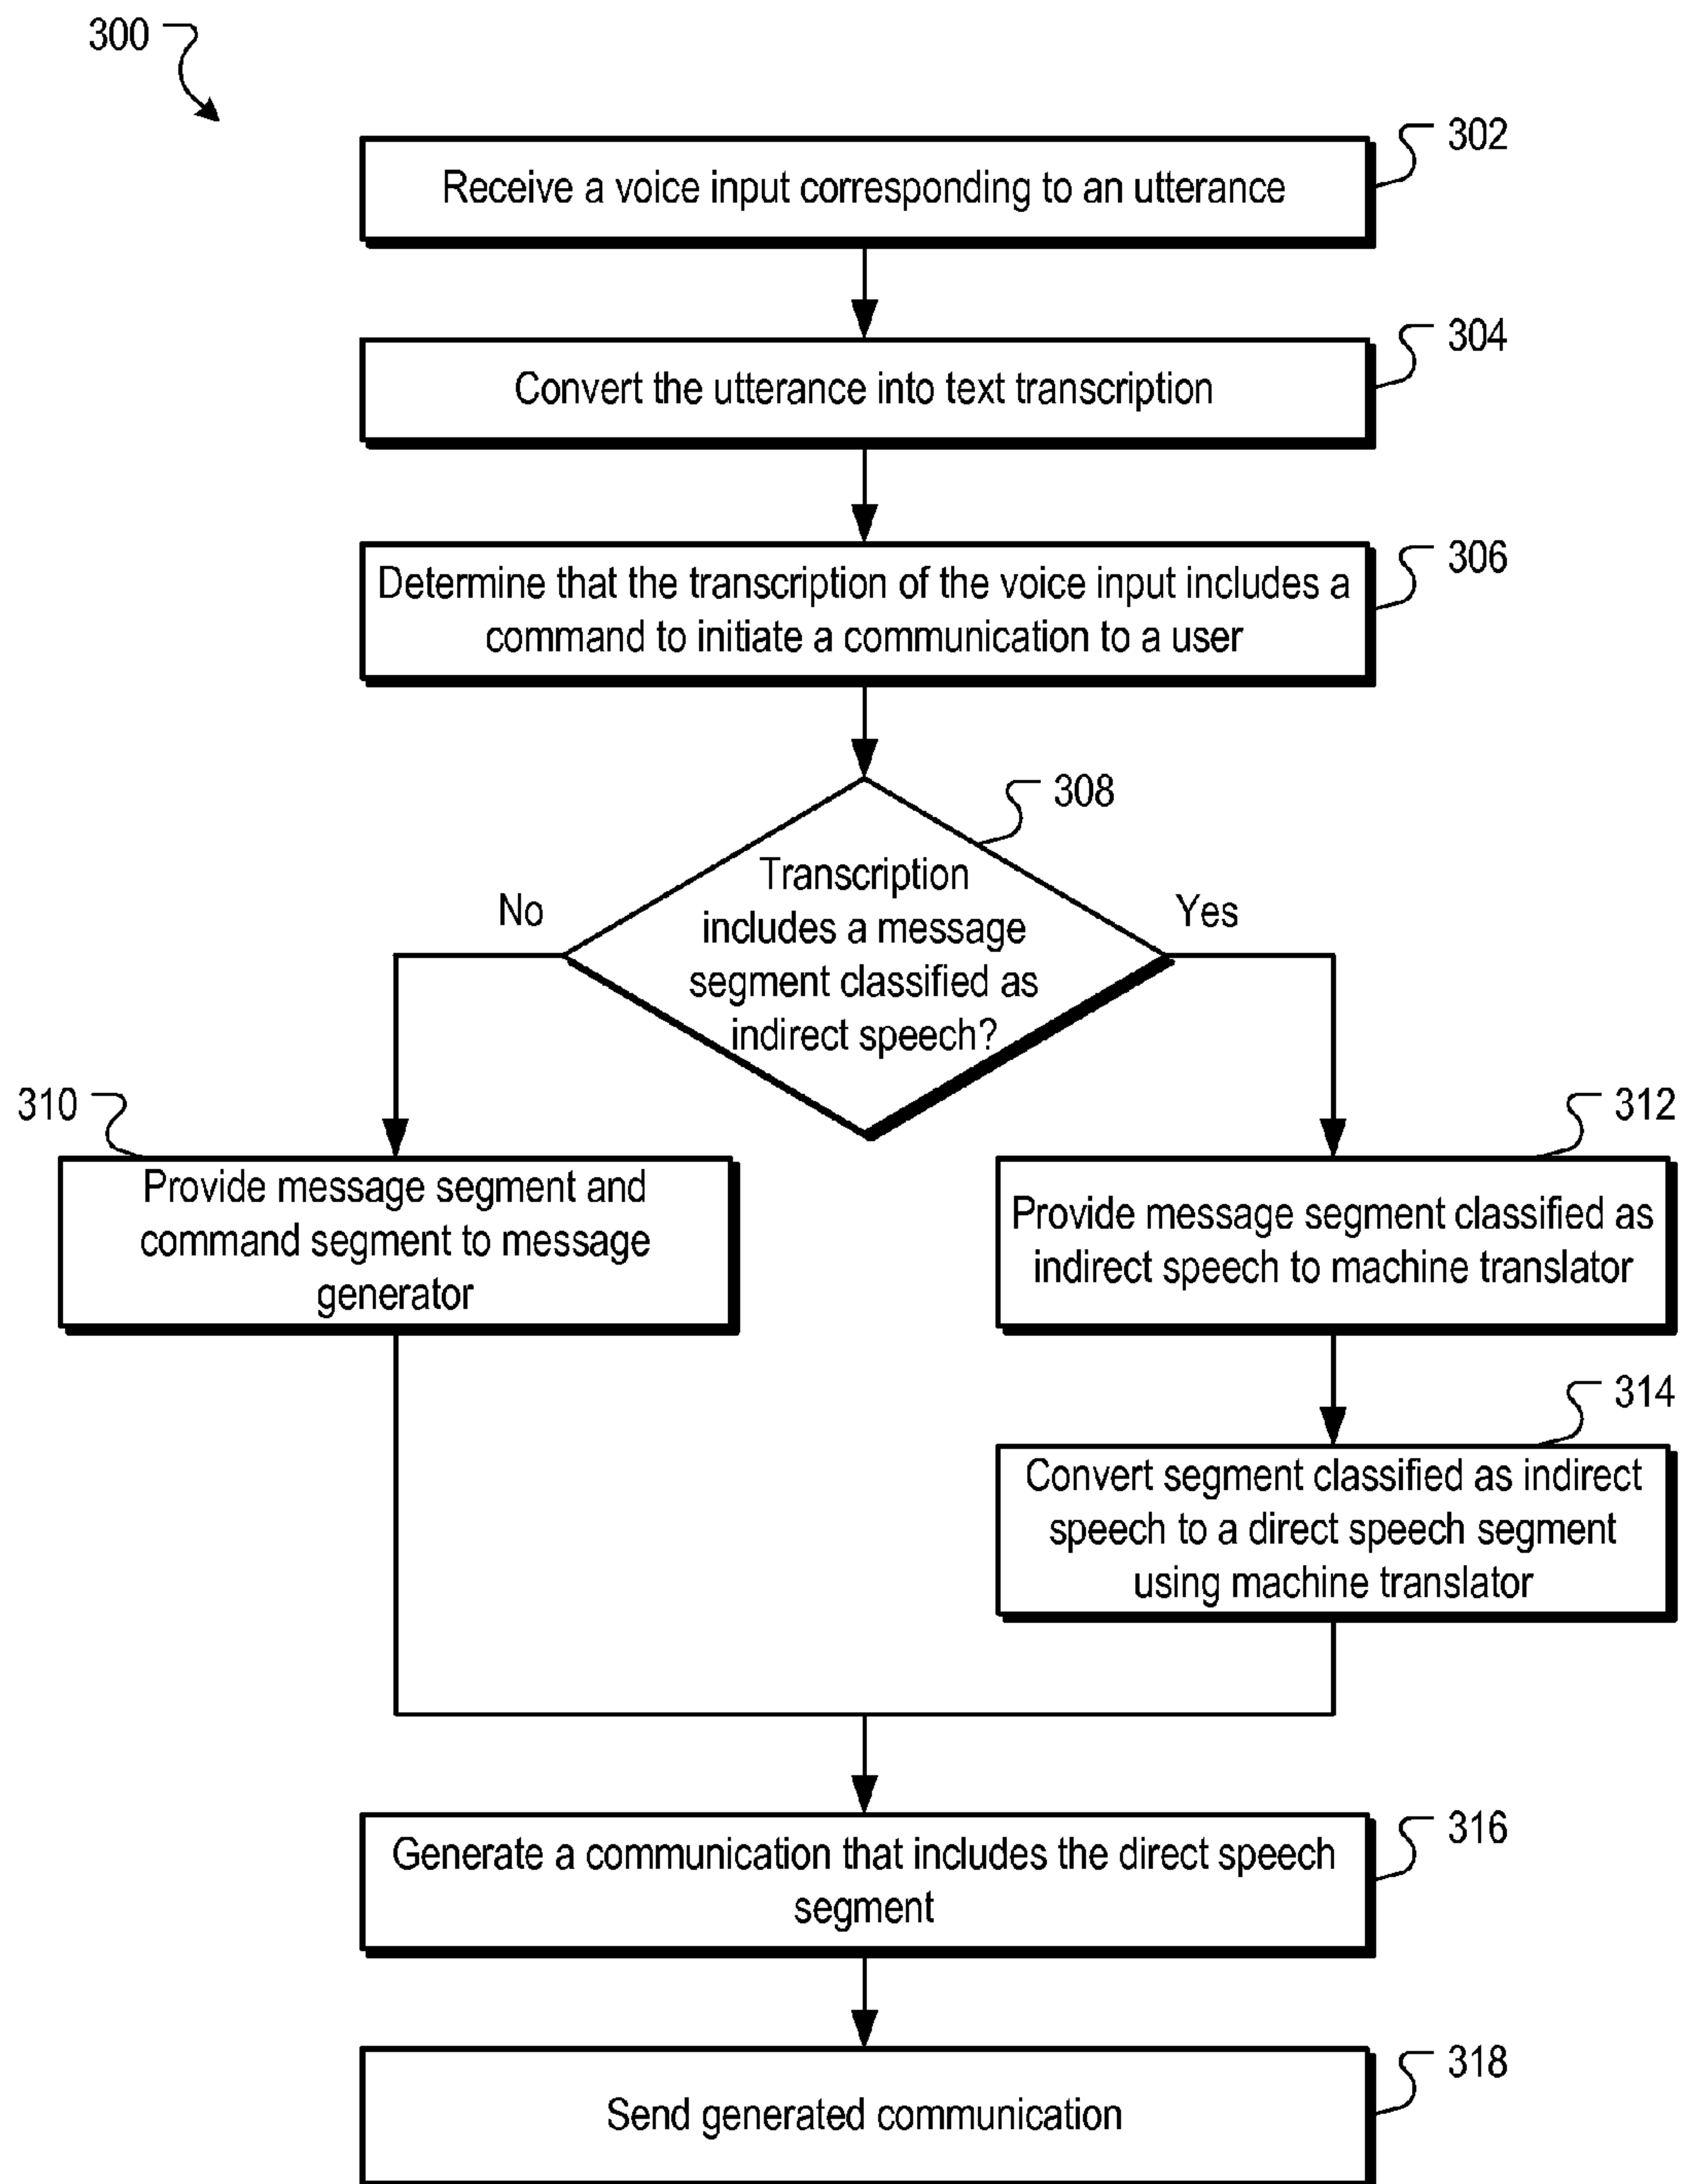 300
302
Receive a voice input corresponding to an utterance
304
Convert the utterance into text transcription
306
Determine that the transcription of the voice input includes a
command to initiate a communication to a user
308
Transcription
includes a message
segment classified as
indirect speech?
No
Yes
310
Provide message segment and
command segment to message
generator
312
Provide message segment classified as
indirect speech to machine translator
314
Convert segment classified as indirect
speech to a direct speech segment
using machine translator
316
Generate a communication that includes the direct speech
segment
318
Send generated communication